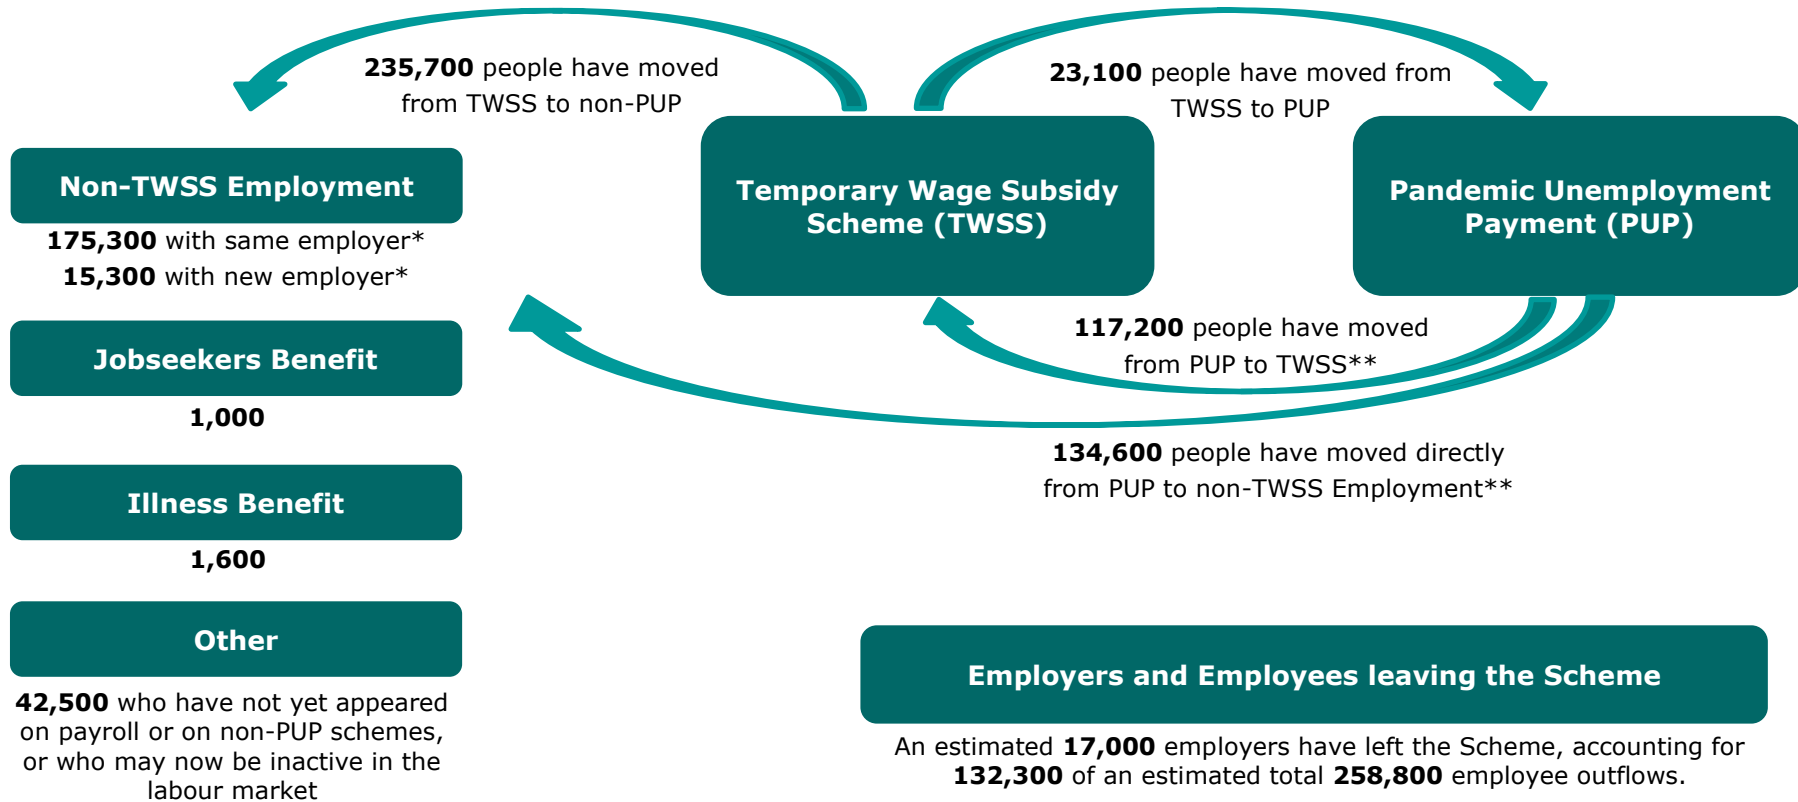 235,700 people have moved
from TWSS to non-PUP
23,100 people have moved from
TWSS to PUP
Non-TWSS Employment
175,300 with same employer*
15,300 with new employer*
Temporary Wage Subsidy
Scheme (TWSS)
Pandemic Unemployment
Payment (PUP)
Jobseekers Benefit
1,000
117,200 people have moved
from PUP to TWSS**
134,600 people have moved directly
from PUP to non-TWSS Employment**
Illness Benefit
1,600
Other
42,500 who have not yet appeared
on payroll or on non-PUP schemes,
or who may now be inactive in the
labour market
Employers and Employees leaving the Scheme
An estimated 17,000 employers have left the Scheme, accounting for
132,300 of an estimated total 258,800 employee outflows.